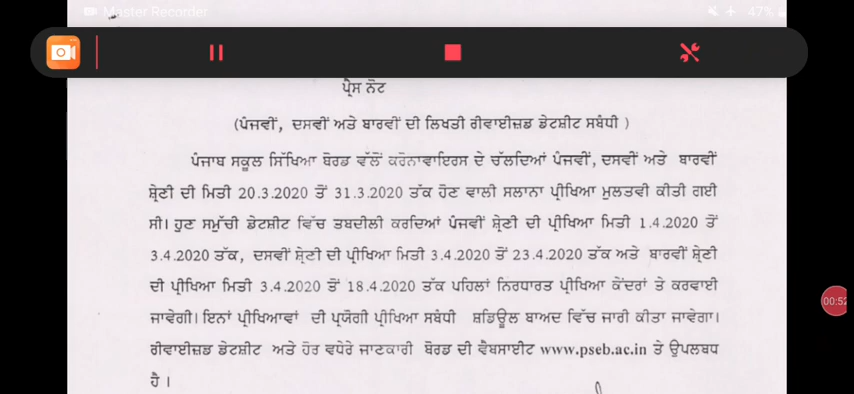 Master Recorder
47%
ਪ੍ਰੈਸ ਨੋਟ
(ਪੰਜਵੀਂ, ਦਸਵੀਂ ਅਤੇ ਬਾਰਵੀਂ ਦੀ ਲਿਖਤੀ ਰੀਵਾਈਜ਼ਡ ਡੇਟਸ਼ੀਟ ਸਬੰਧੀ )
ਪੰਜਾਬ ਸਕੂਲ ਸਿੱਖਿਆ ਬੋਰਡ ਵੱਲੋਂ ਕਰੋਨਾਵਾਇਰਸ ਦੇ ਚੱਲਦਿਆਂ ਪੰਜਵੀਂ, ਦਸਵੀਂ ਅਤੇ ਬਾਰਵੀਂ
ਸ਼੍ਰੇਣੀ ਦੀ ਮਿਤੀ 20.3.2020 ਤੋਂ 31.3.2020 ਤੱਕ ਹੋਣ ਵਾਲੀ ਸਲਾਨਾ ਪ੍ਰੀਖਿਆ ਮੁਲਤਵੀ ਕੀਤੀ ਗਈ
ਸੀ। ਹੁਣ ਸਮੁੱਚੀ ਡੇਟਸ਼ੀਟ ਵਿੱਚ ਤਬਦੀਲੀ ਕਰਦਿਆਂ ਪੰਜਵੀਂ ਸ਼੍ਰੇਣੀ ਦੀ ਪ੍ਰੀਖਿਆ ਮਿਤੀ 1.4.2020 ਤੋਂ
3.4.2020 ਤੱਕ, ਦਸਵੀਂ ਸ਼੍ਰੇਣੀ ਦੀ ਪ੍ਰੀਖਿਆ ਮਿਤੀ 3.4.2020 ਤੋਂ 23.4.2020 ਤੱਕ ਅਤੇ ਬਾਰਵੀਂ ਸ਼੍ਰੇਣੀ
ਦੀ ਪ੍ਰੀਖਿਆ ਮਿਤੀ 3.4.2020 ਤੋਂ 18.4.2020 ਤੱਕ ਪਹਿਲਾਂ ਨਿਰਧਾਰਤ ਪ੍ਰੀਖਿਆ ਕੇਂਦਰਾਂ ਤੇ ਕਰਵਾਈ
ਜਾਵੇਗੀ। ਇਨਾਂ ਪ੍ਰੀਖਿਆਵਾਂ ਦੀ ਪ੍ਰਯੋਗੀ ਪ੍ਰੀਖਿਆ ਸਬੰਧੀ ਸ਼ਡਿਊਲ ਬਾਅਦ ਵਿੱਚ ਜਾਰੀ ਕੀਤਾ ਜਾਵੇਗਾ।
ਰੀਵਾਈਜ਼ਡ ਡੇਟਸ਼ੀਟ ਅਤੇ ਹੋਰ ਵਧੇਰੇ ਜਾਣਕਾਰੀ ਬੋਰਡ ਦੀ ਵੈਬਸਾਈਟ www.pseb.ac.in ਤੇ ਉਪਲਬਧ
ਹੈ ।
00:52